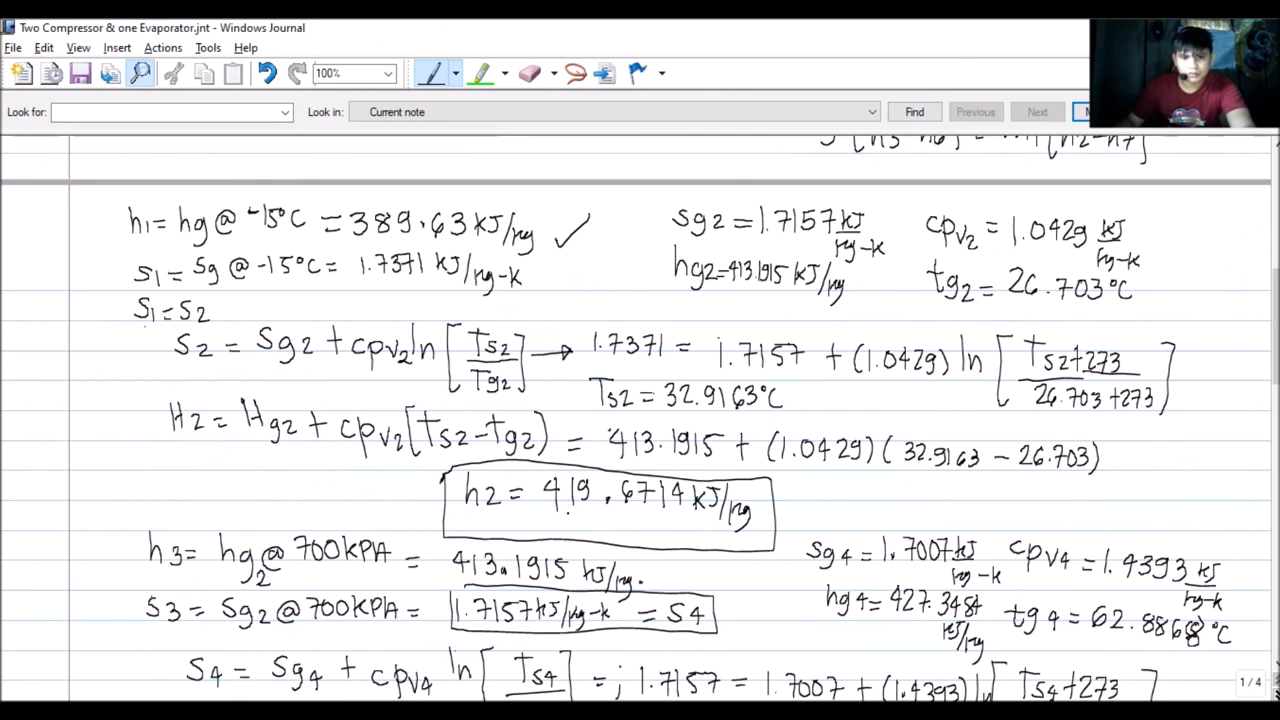 Two Compressor & one Evaporator.jnt - Windows Journal
File Edit View Insert Actions Tools Help
100%
Look for: Look in: Current note Find Previous Next
h1 = hg @ -15°C = 389.63 kJ/kg ✓
sg2 = 1.7157 kJ/kg-k
cpv2 = 1.0429 kJ/kg-k
s1 = sg @ -15°C = 1.7371 kJ/kg-k
hg2 = 413.1915 kJ/kg
tg2 = 26.703°C
s1 = s2
s2 = sg2 + cpv2 ln [Ts2/Tg2] → 1.7371 = 1.7157 + (1.0429) ln [Ts2+273/26.703+273]
Ts2 = 32.9163°C
H2 = Hg2 + cpv2 (Ts2 - tg2) = 413.1915 + (1.0429)(32.9163 - 26.703)
h2 = 419.6714 kJ/kg
h3 = hg2 @ 700KPA = 413.1915 kJ/kg.
sg4 = 1.7007 kJ/kg-k
cpv4 = 1.4393 kJ/kg-k
s3 = sg2 @ 700KPA = 1.7157 kJ/kg-k = s4
hg4 = 427.3484 kJ/kg
tg4 = 62.8868°C
s4 = sg4 + cpv4 ln [Ts4 = ; 1.7157 = 1.7007 + (1.4393) ln [Ts4+273
1 / 4